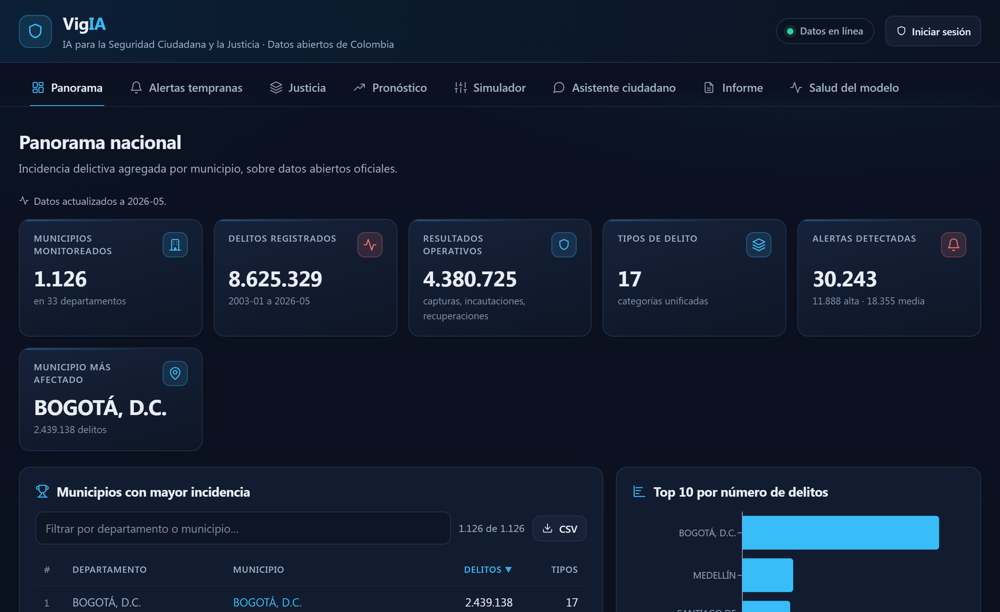 VigIA
IA para la Seguridad Ciudadana y la Justicia · Datos abiertos de Colombia
Datos en línea
Iniciar sesión
Panorama
Alertas tempranas
Justicia
Pronóstico
Simulador
Asistente ciudadano
Informe
Salud del modelo
Panorama nacional
Incidencia delictiva agregada por municipio, sobre datos abiertos oficiales.
Datos actualizados a 2026-05.
MUNICIPIOS
MONITOREADOS
1.126
en 33 departamentos
DELITOS REGISTRADOS
8.625.329
2003-01 a 2026-05
RESULTADOS
OPERATIVOS
4.380.725
capturas, incautaciones,
recuperaciones
TIPOS DE DELITO
17
categorías unificadas
ALERTAS DETECTADAS
30.243
11.888 alta · 18.355 media
MUNICIPIO MÁS
AFECTADO
BOGOTÁ, D.C.
2.439.138 delitos
Municipios con mayor incidencia
Filtrar por departamento o municipio...
1.126 de 1.126
CSV
# DEPARTAMENTO MUNICIPIO DELITOS ▼ TIPOS
1 BOGOTÁ, D.C. BOGOTÁ, D.C. 2.439.138 17
Top 10 por número de delitos
BOGOTÁ, D.C.
MEDELLÍN
SANTIAGO DE